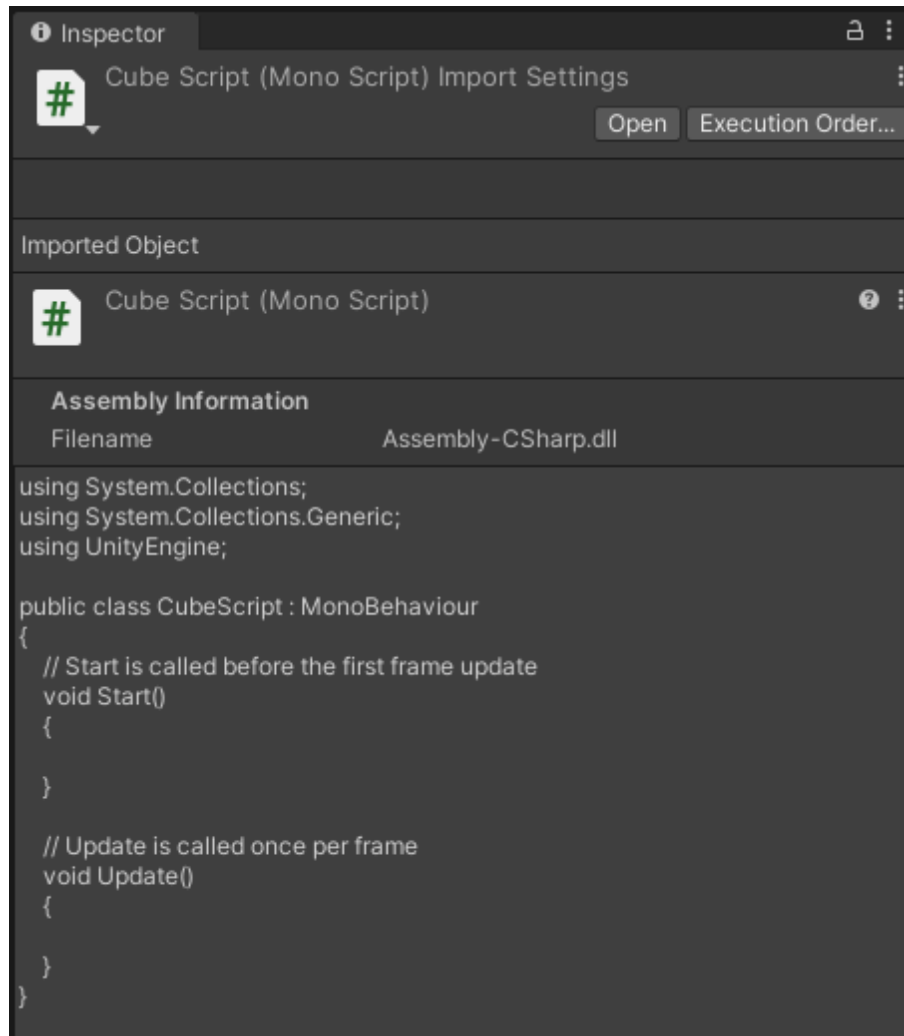 Inspector
Cube Script (Mono Script) Import Settings
Open Execution Order...
Imported Object
Cube Script (Mono Script)
Assembly Information
Filename Assembly-CSharp.dll
using System.Collections;
using System.Collections.Generic;
using UnityEngine;
public class CubeScript : MonoBehaviour
{
// Start is called before the first frame update
void Start()
{
}
// Update is called once per frame
void Update()
{
}
}